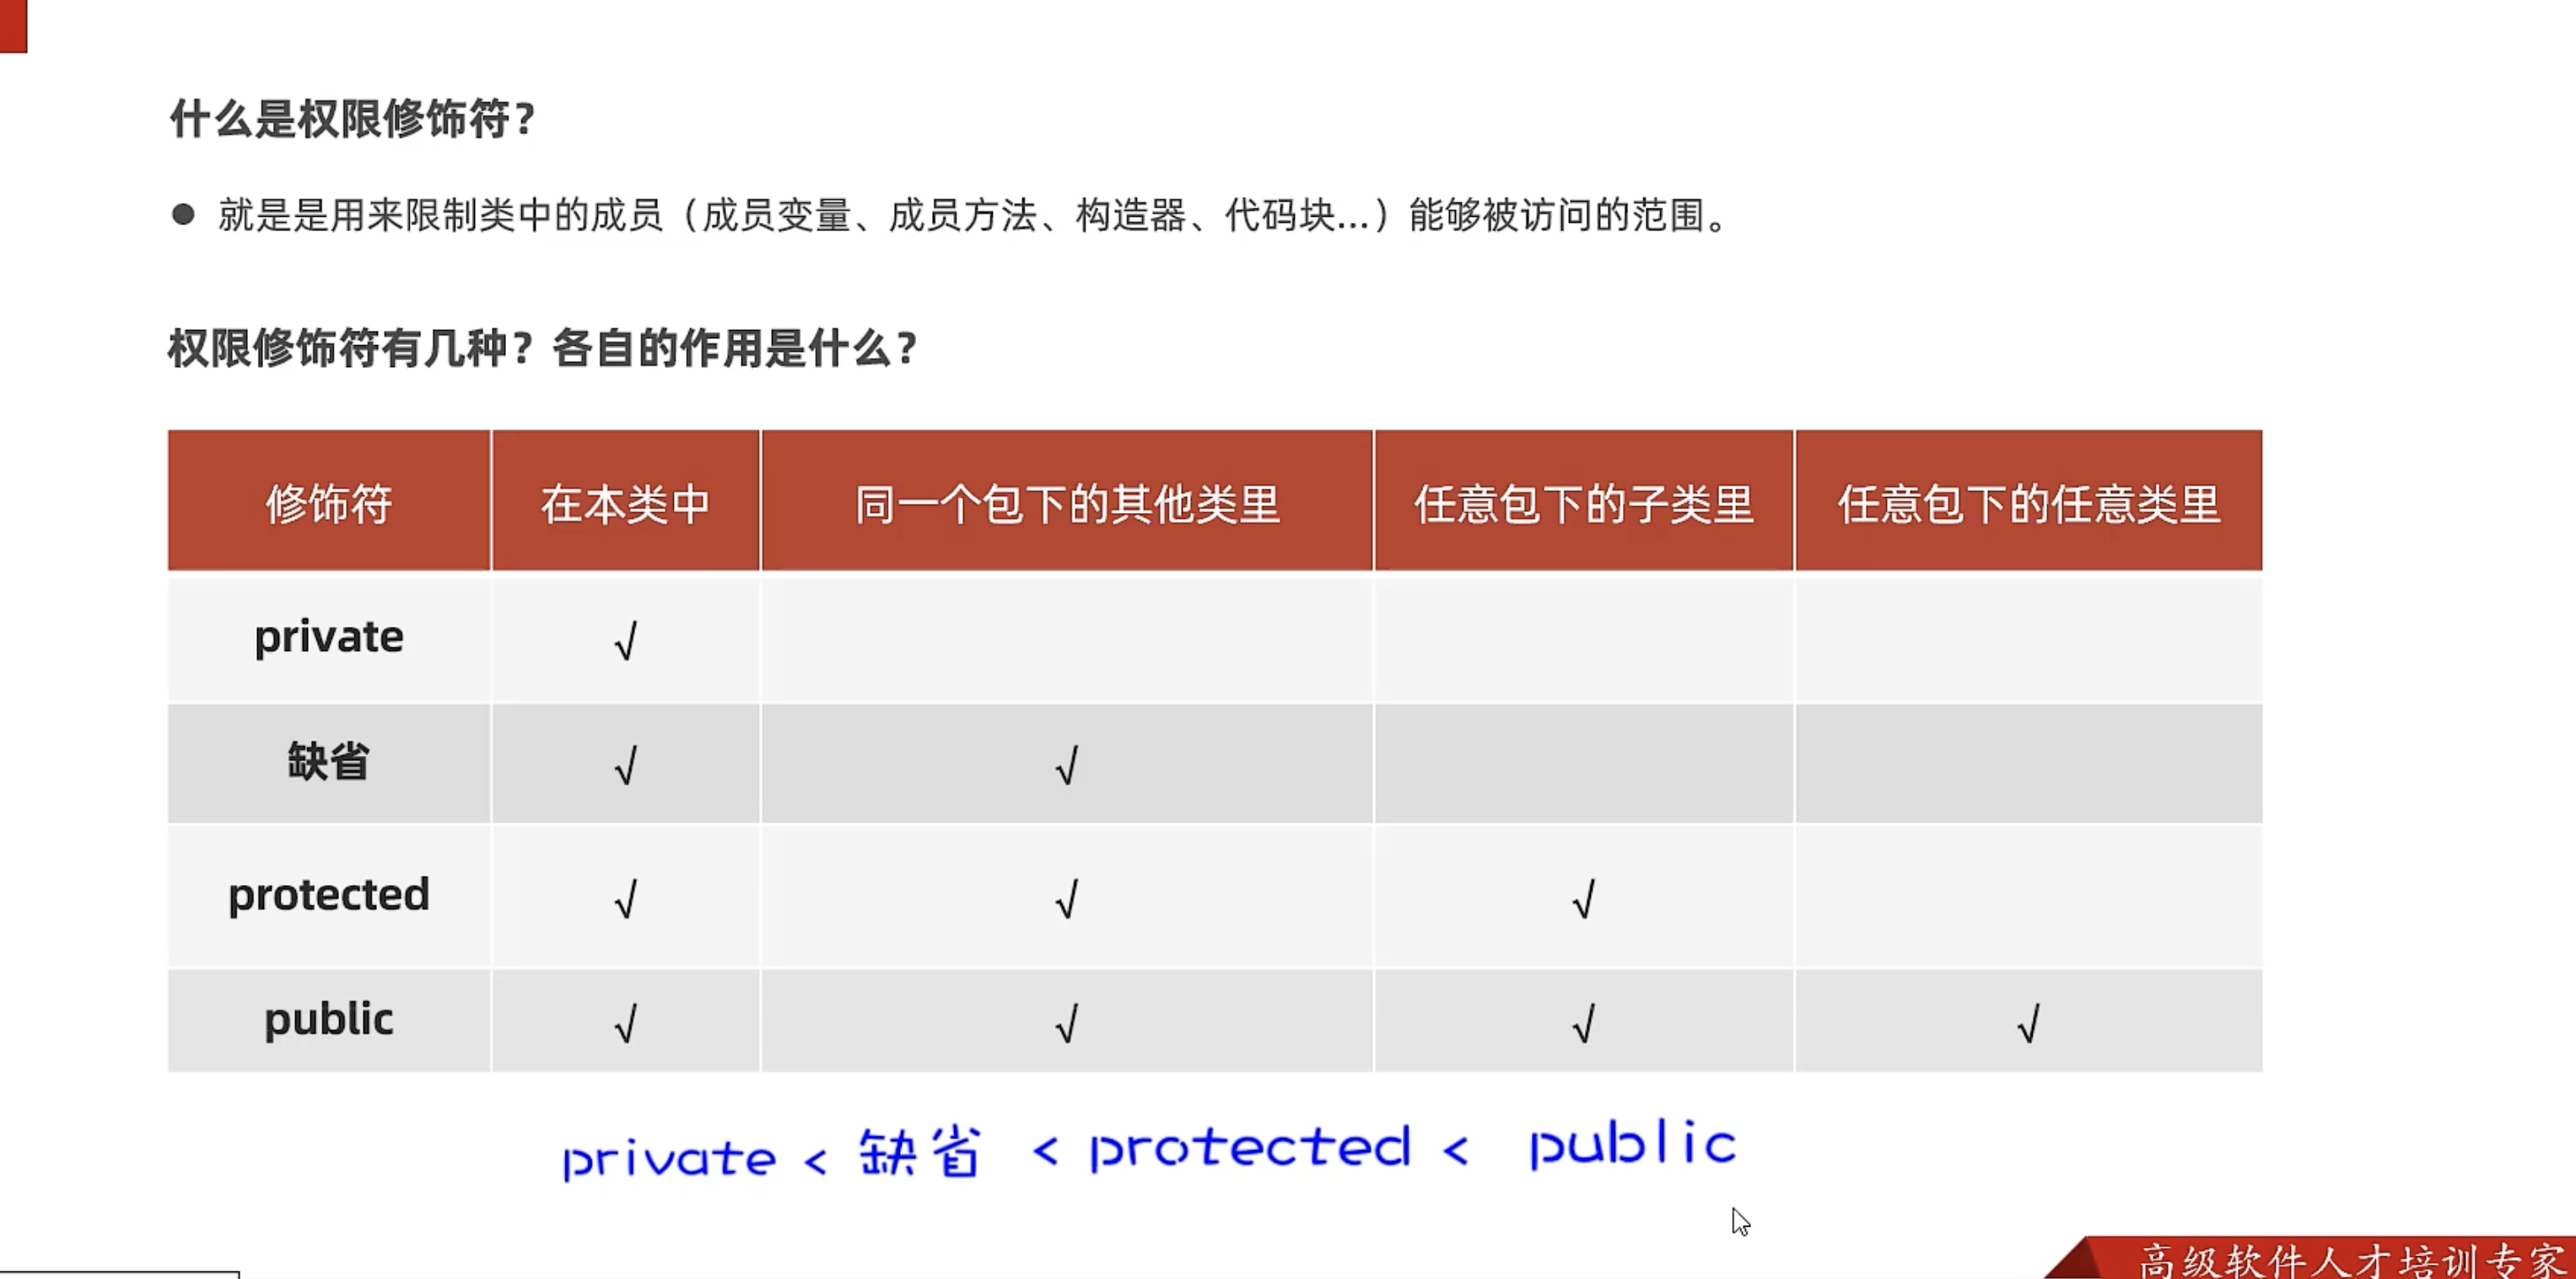 什么是权限修饰符？
● 就是是用来限制类中的成员（成员变量、成员方法、构造器、代码块...）能够被访问的范围。
权限修饰符有几种？各自的作用是什么？
修饰符 在本类中 同一个包下的其他类里 任意包下的子类里 任意包下的任意类里
private √
缺省 √ √
protected √ √ √
public √ √ √ √
private < 缺省 < protected < public
高级软件人才培训专家